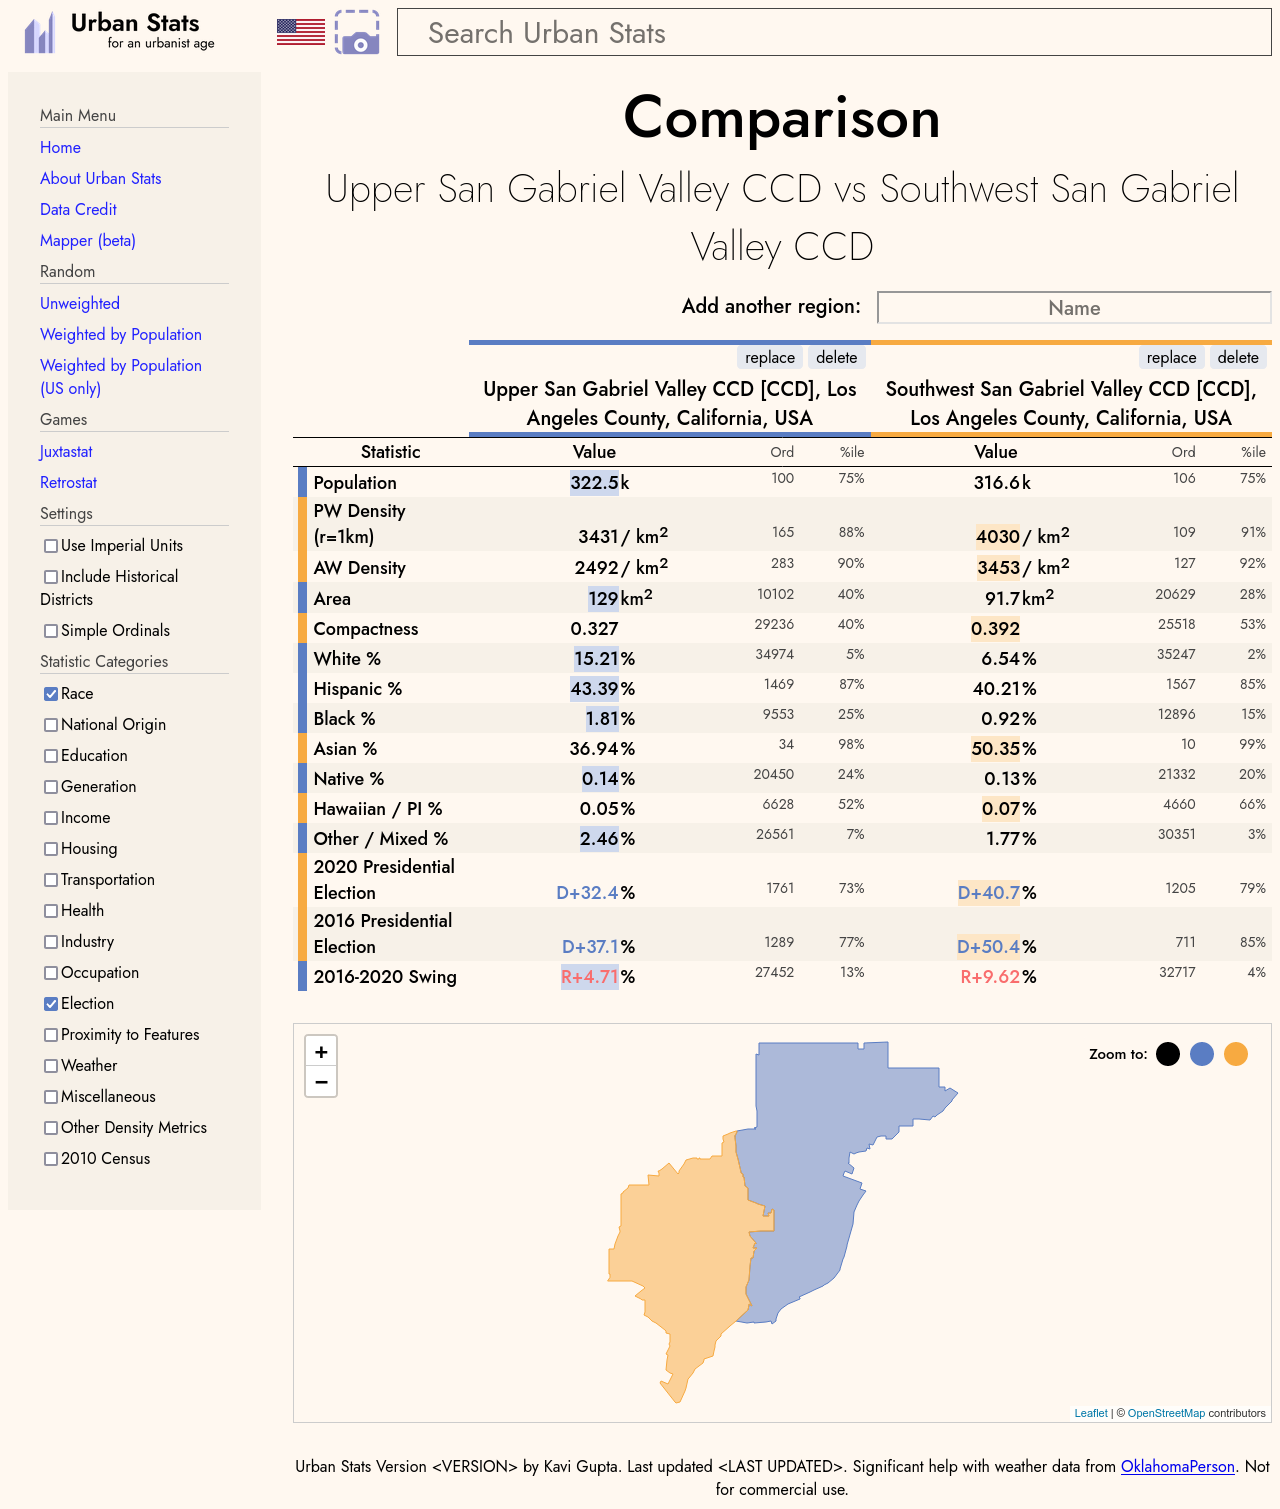 Urban Stats
for an urbanist age
Search Urban Stats
Main Menu
Home
About Urban Stats
Data Credit
Mapper (beta)
Random
Unweighted
Weighted by Population
Weighted by Population
(US only)
Games
Juxtastat
Retrostat
Settings
Use Imperial Units
Include Historical
Districts
Simple Ordinals
Statistic Categories
Race
National Origin
Education
Generation
Income
Housing
Transportation
Health
Industry
Occupation
Election
Proximity to Features
Weather
Miscellaneous
Other Density Metrics
2010 Census
Comparison
Upper San Gabriel Valley CCD vs Southwest San Gabriel
Valley CCD
Add another region: Name
replace delete replace delete
Upper San Gabriel Valley CCD [CCD], Los
Angeles County, California, USA
Southwest San Gabriel Valley CCD [CCD],
Los Angeles County, California, USA
Statistic Value Ord %ile Value Ord %ile
Population 322.5k 100 75% 316.6k 106 75%
PW Density
(r=1km) 3431 / km² 165 88% 4030 / km² 109 91%
AW Density 2492 / km² 283 90% 3453 / km² 127 92%
Area 129 km² 10102 40% 91.7 km² 20629 28%
Compactness 0.327 29236 40% 0.392 25518 53%
White % 15.21% 34974 5% 6.54% 35247 2%
Hispanic % 43.39% 1469 87% 40.21% 1567 85%
Black % 1.81% 9553 25% 0.92% 12896 15%
Asian % 36.94% 34 98% 50.35% 10 99%
Native % 0.14% 20450 24% 0.13% 21332 20%
Hawaiian / PI % 0.05% 6628 52% 0.07% 4660 66%
Other / Mixed % 2.46% 26561 7% 1.77% 30351 3%
2020 Presidential
Election D+32.4% 1761 73% D+40.7% 1205 79%
2016 Presidential
Election D+37.1% 1289 77% D+50.4% 711 85%
2016-2020 Swing R+4.71% 27452 13% R+9.62% 32717 4%
+
−
Zoom to:
Leaflet | © OpenStreetMap contributors
Urban Stats Version <VERSION> by Kavi Gupta. Last updated <LAST UPDATED>. Significant help with weather data from OklahomaPerson. Not
for commercial use.